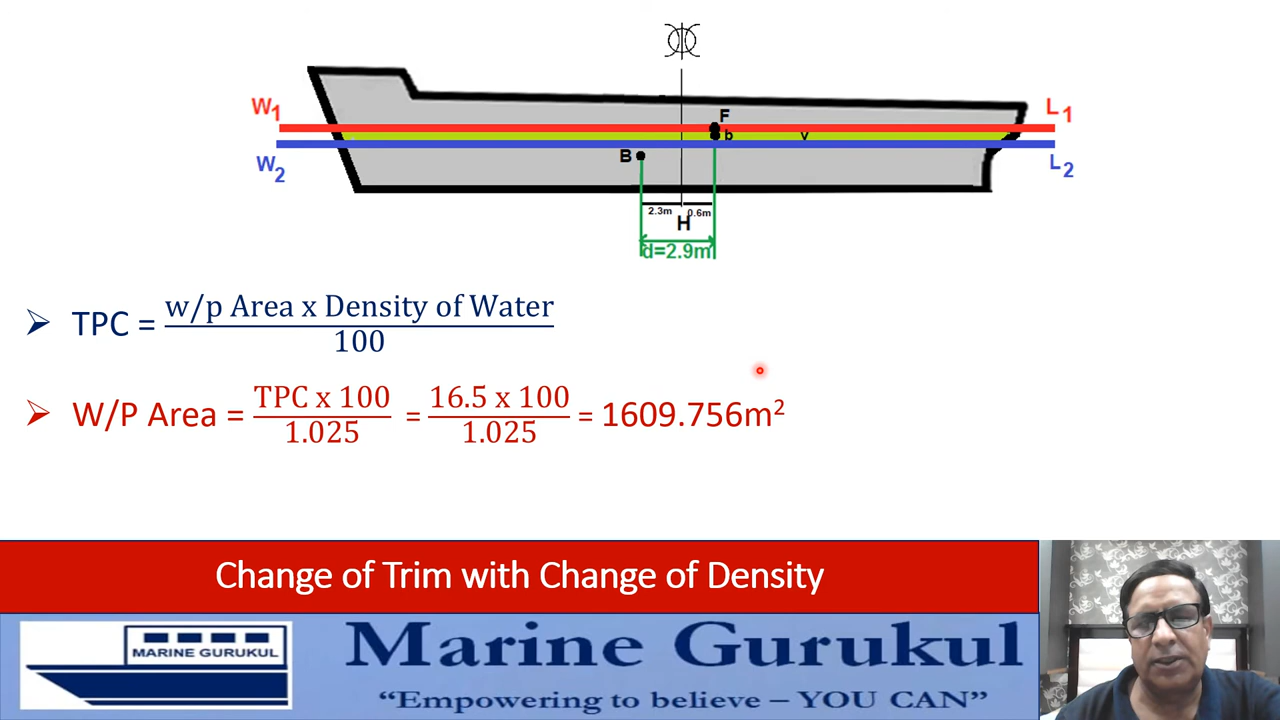 W1
L1
F
b
v
B
W2
L2
2.3m
0.6m
H
d=2.9m
➢ TPC = w/p Area x Density of Water / 100
➢ W/P Area = TPC x 100 / 1.025 = 16.5 x 100 / 1.025 = 1609.756m²
Change of Trim with Change of Density
MARINE GURUKUL
Marine Gurukul
“Empowering to believe – YOU CAN”